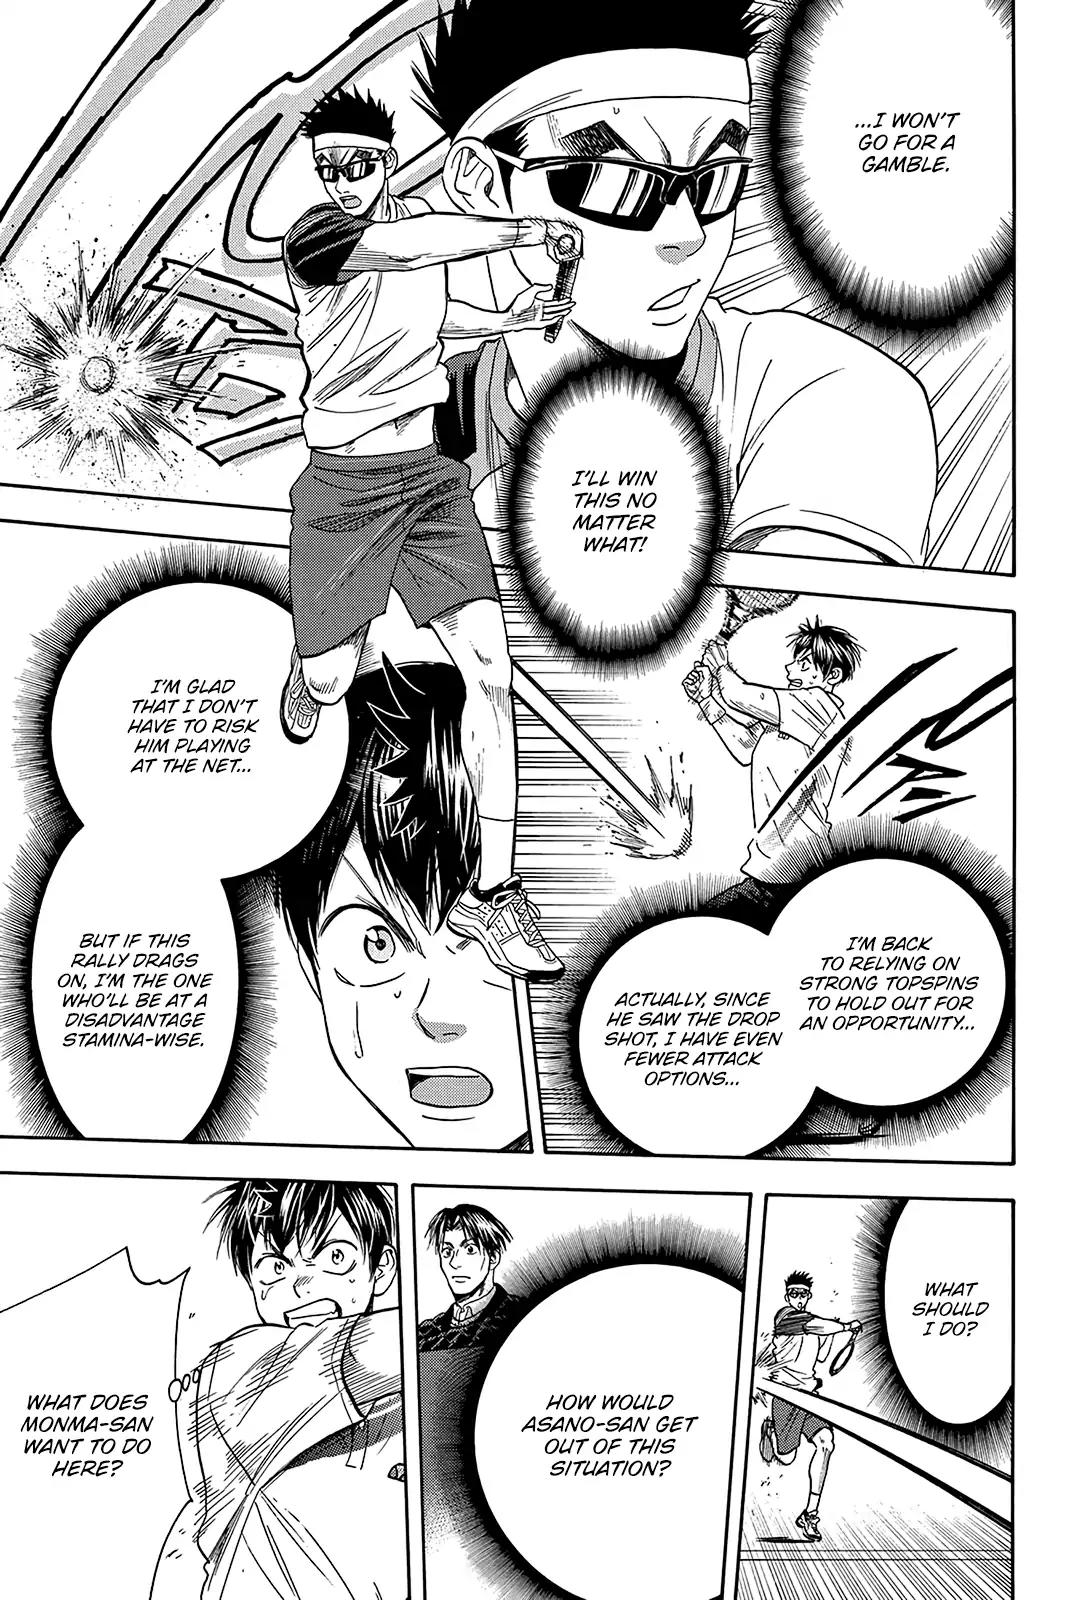 ...I WON'T
GO FOR A
GAMBLE.
I'LL WIN
THIS NO
MATTER
WHAT!
I'M BACK
TO RELYING ON
STRONG TOPSPINS
TO HOLD OUT FOR
AN OPPORTUNITY...
ACTUALLY, SINCE
HE SAW THE DROP
SHOT, I HAVE EVEN
FEWER ATTACK
OPTIONS...
I'M GLAD
THAT I DON'T
HAVE TO RISK
HIM PLAYING
AT THE NET...
BUT IF THIS
RALLY DRAGS
ON, I'M THE ONE
WHO'LL BE AT A
DISADVANTAGE
STAMINA-WISE.
WHAT
SHOULD
I DO?
HOW WOULD
ASANO-SAN GET
OUT OF THIS
SITUATION?
WHAT DOES
MONMA-SAN
WANT TO DO
HERE?